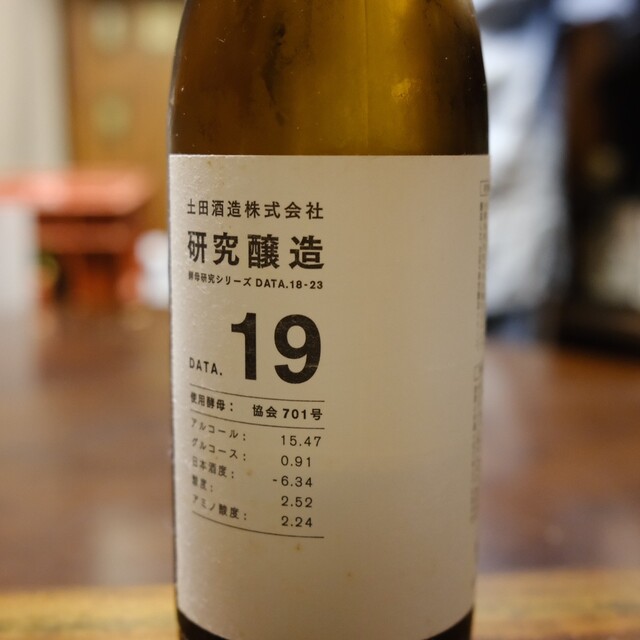 土田酒造株式会社
研究醸造
酵母研究シリーズ DATA.18-23
DATA. 19
使用酵母： 協会 701号
アルコール： 15.47
グルコース： 0.91
日本酒度： -6.34
酸度： 2.52
アミノ酸度： 2.24